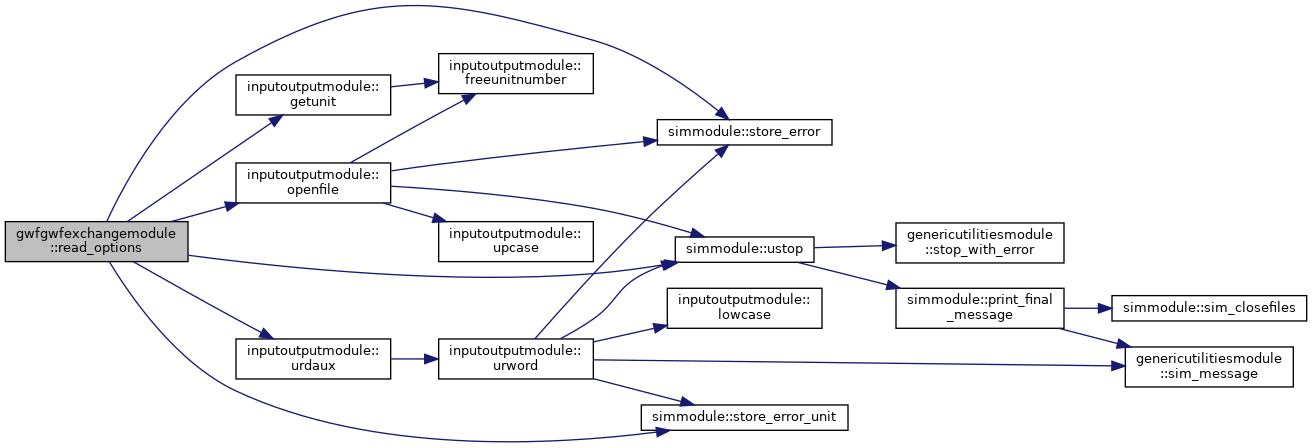 gwfgwfexchangemodule
::read_options
inputoutputmodule::
getunit
inputoutputmodule::
openfile
inputoutputmodule::
urdaux
inputoutputmodule::
freeunitnumber
inputoutputmodule::
upcase
inputoutputmodule::
urword
simmodule::store_error
simmodule::ustop
inputoutputmodule::
lowcase
simmodule::store_error_unit
genericutilitiesmodule
::stop_with_error
simmodule::print_final
_message
simmodule::sim_closefiles
genericutilitiesmodule
::sim_message